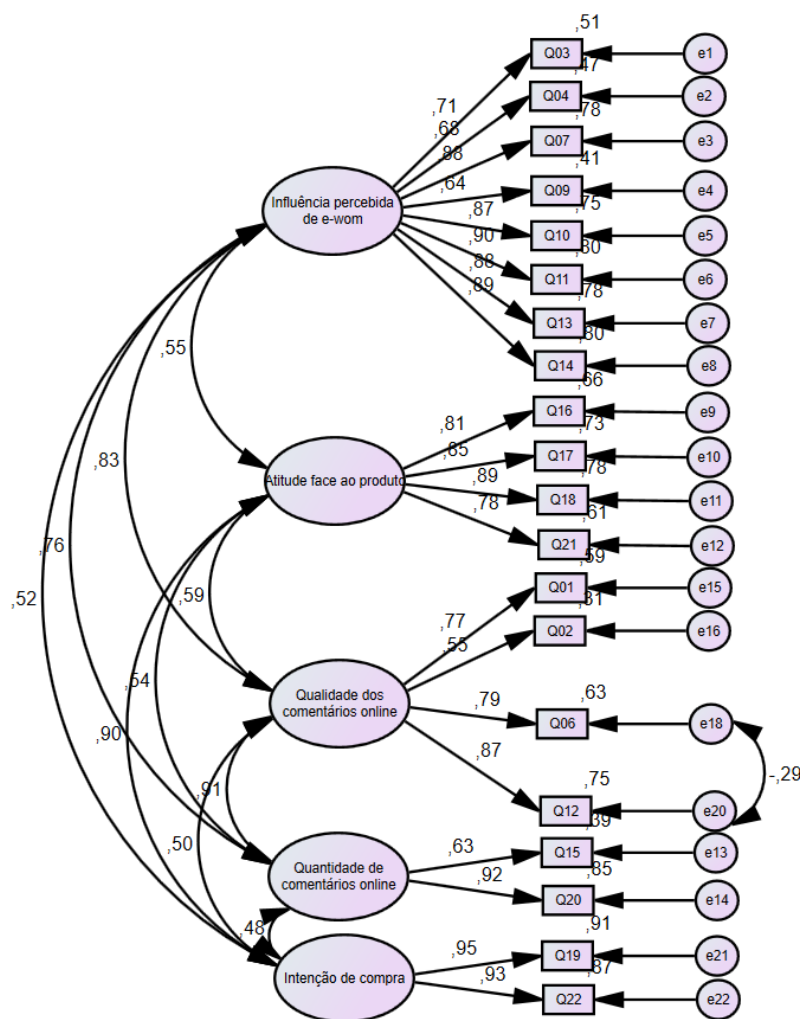 ,51
Q03
e1
,47
Q04
e2
,71
,68
,78
Q07
e3
,88
,41
,64
Q09
e4
Influência percebida
de e-wom
,75
,87
Q10
e5
,90
,80
Q11
e6
,88
,78
,89
Q13
e7
,80
Q14
e8
,55
,66
Q16
e9
,81
,73
,85
Q17
e10
,83
,78
Atitude face ao produto
,89
Q18
e11
,78
,61
Q21
e12
,76
,59
,52
,59
Q01
e15
,77
,31
,55
Q02
e16
,54
Qualidade dos
comentários online
,79
,63
Q06
e18
,90
,87
-,29
,91
,75
Q12
e20
,50
,39
,63
Q15
e13
Quantidade de
comentários online
,85
,92
Q20
e14
,48
,91
,95
Q19
e21
Intenção de compra
,87
,93
Q22
e22